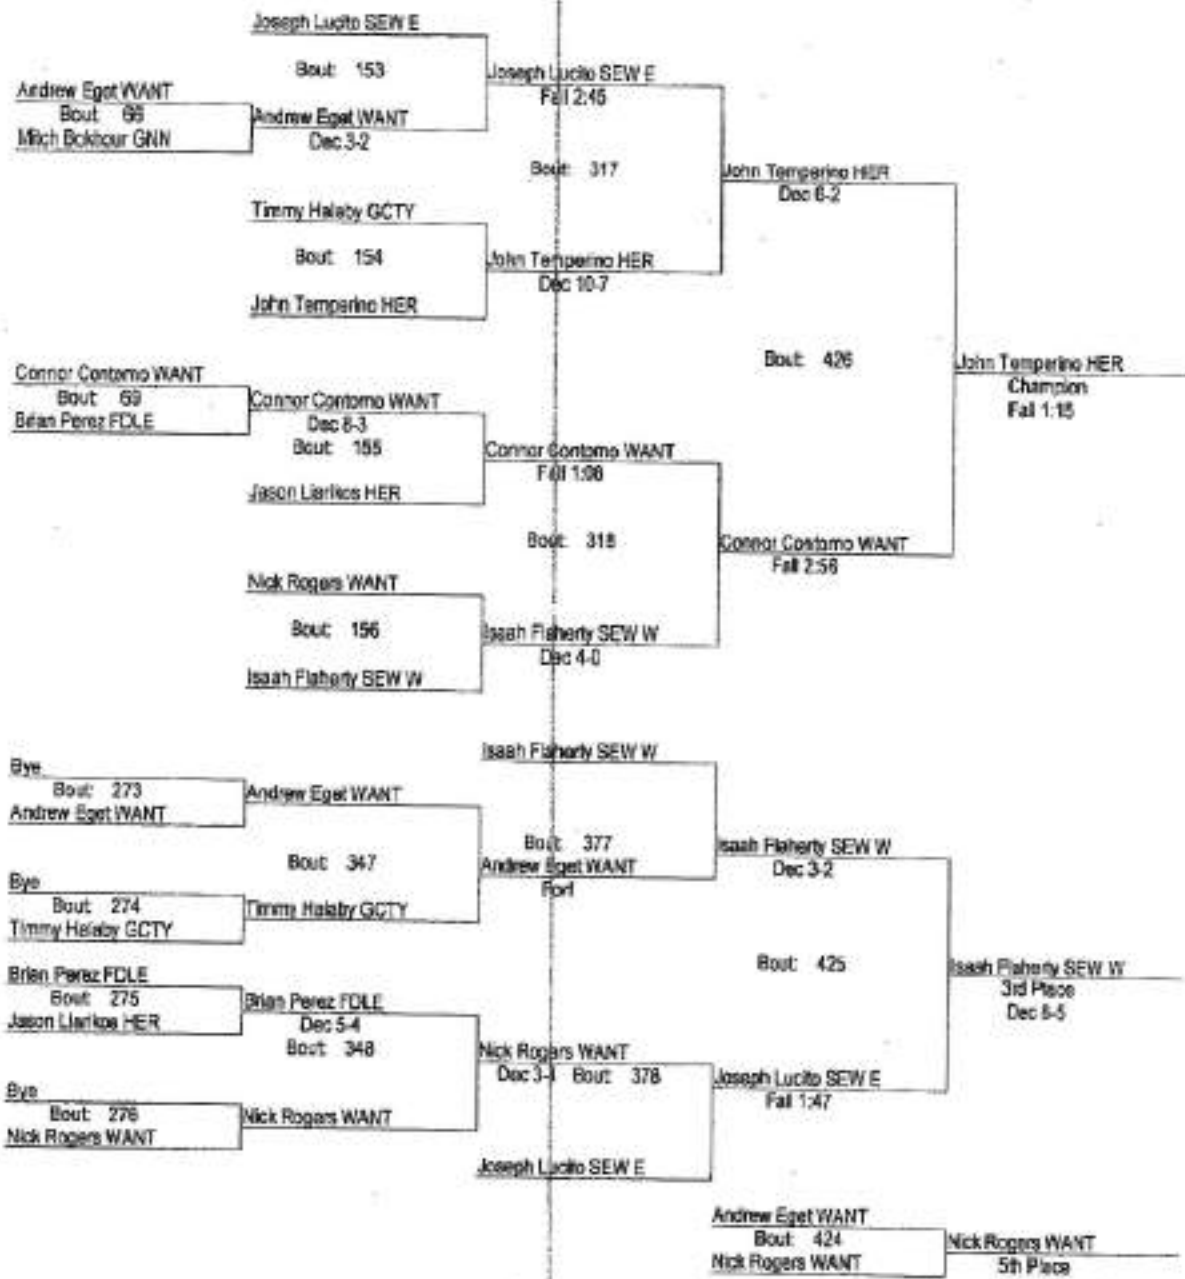 Joseph Lucito SEW E
Bout: 153
Joseph Lucito SEW E
Fall 2:45
Andrew Eget WANT
Bout: 66
Mitch Bokhour GNN
Andrew Eget WANT
Dec 3-2
Bout: 317
John Temperino HER
Dec 6-2
Timmy Halaby GCTY
Bout: 154
John Temperino HER
Dec 10-7
John Temperino HER
Bout: 426
John Temperino HER
Champion
Fall 1:15
Connor Contorno WANT
Bout: 69
Brian Perez FDLE
Connor Contorno WANT
Dec 8-3
Bout: 155
Connor Contorno WANT
Fall 1:06
Jason Liarikos HER
Bout: 318
Connor Contorno WANT
Fall 2:56
Nick Rogers WANT
Bout: 156
Isaah Flaherty SEW W
Dec 4-0
Isaah Flaherty SEW W
Isaah Flaherty SEW W
Bye
Bout: 273
Andrew Eget WANT
Andrew Eget WANT
Bout: 347
Bout: 377
Andrew Eget WANT
Forf
Isaah Flaherty SEW W
Dec 3-2
Bye
Bout: 274
Timmy Halaby GCTY
Timmy Halaby GCTY
Bout: 425
Isaah Flaherty SEW W
3rd Place
Dec 8-5
Brian Perez FDLE
Bout: 275
Jason Liarikos HER
Brian Perez FDLE
Dec 5-4
Bout: 348
Nick Rogers WANT
Dec 3-1 Bout: 378
Joseph Lucito SEW E
Fall 1:47
Bye
Bout: 276
Nick Rogers WANT
Nick Rogers WANT
Joseph Lucito SEW E
Andrew Eget WANT
Bout: 424
Nick Rogers WANT
Nick Rogers WANT
5th Place